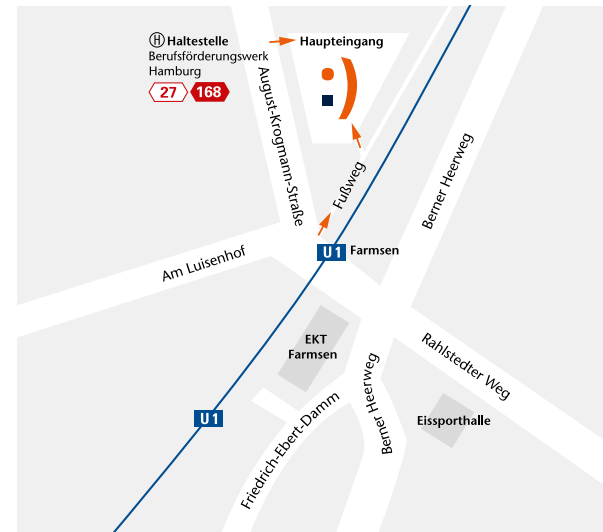 H Haltestelle
Berufsförderungswerk
Hamburg
27 168
Haupteingang
August-Krogmann-Straße
Fußweg
Berner Heerweg
Am Luisenhof
U1 Farmsen
EKT
Farmsen
Rahlstedter Weg
Berner Heerweg
Eissporthalle
U1
Friedrich-Ebert-Damm